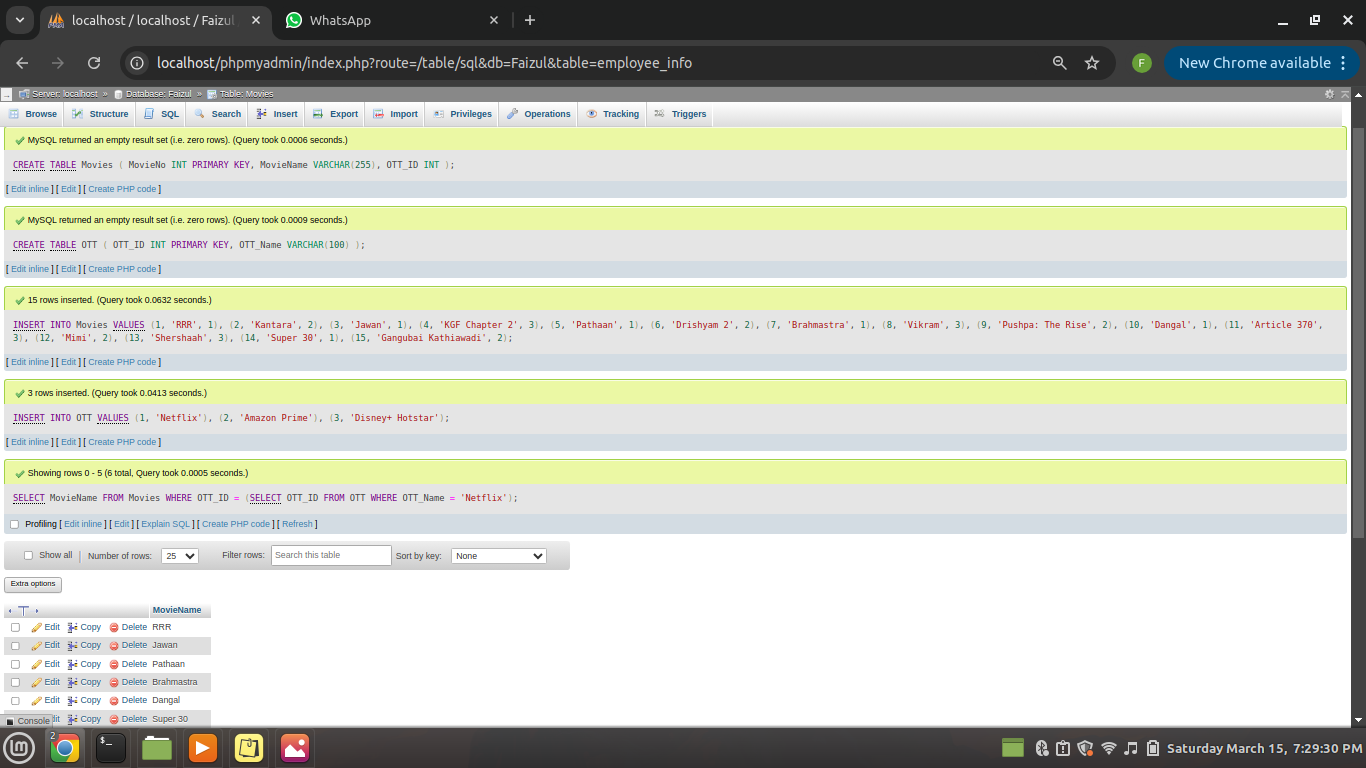 localhost / localhost / Faizul
WhatsApp
localhost/phpmyadmin/index.php?route=/table/sql&db=Faizul&table=employee_info
F
New Chrome available
Server: localhost » Database: Faizul » Table: Movies
Browse Structure SQL Search Insert Export Import Privileges Operations Tracking Triggers
MySQL returned an empty result set (i.e. zero rows). (Query took 0.0006 seconds.)
CREATE TABLE Movies ( MovieNo INT PRIMARY KEY, MovieName VARCHAR(255), OTT_ID INT );
[ Edit inline ] [ Edit ] [ Create PHP code ]
MySQL returned an empty result set (i.e. zero rows). (Query took 0.0009 seconds.)
CREATE TABLE OTT ( OTT_ID INT PRIMARY KEY, OTT_Name VARCHAR(100) );
[ Edit inline ] [ Edit ] [ Create PHP code ]
15 rows inserted. (Query took 0.0632 seconds.)
INSERT INTO Movies VALUES (1, 'RRR', 1), (2, 'Kantara', 2), (3, 'Jawan', 1), (4, 'KGF Chapter 2', 3), (5, 'Pathaan', 1), (6, 'Drishyam 2', 2), (7, 'Brahmastra', 1), (8, 'Vikram', 3), (9, 'Pushpa: The Rise', 2), (10, 'Dangal', 1), (11, 'Article 370',
3), (12, 'Mimi', 2), (13, 'Shershaah', 3), (14, 'Super 30', 1), (15, 'Gangubai Kathiawadi', 2);
[ Edit inline ] [ Edit ] [ Create PHP code ]
3 rows inserted. (Query took 0.0413 seconds.)
INSERT INTO OTT VALUES (1, 'Netflix'), (2, 'Amazon Prime'), (3, 'Disney+ Hotstar');
[ Edit inline ] [ Edit ] [ Create PHP code ]
Showing rows 0 - 5 (6 total, Query took 0.0005 seconds.)
SELECT MovieName FROM Movies WHERE OTT_ID = (SELECT OTT_ID FROM OTT WHERE OTT_Name = 'Netflix');
Profiling [ Edit inline ] [ Edit ] [ Explain SQL ] [ Create PHP code ] [ Refresh ]
Show all | Number of rows: 25 Filter rows: Search this table Sort by key: None
Extra options
MovieName
Edit Copy Delete RRR
Edit Copy Delete Jawan
Edit Copy Delete Pathaan
Edit Copy Delete Brahmastra
Edit Copy Delete Dangal
Console Copy Delete Super 30
2
Saturday March 15, 7:29:30 PM